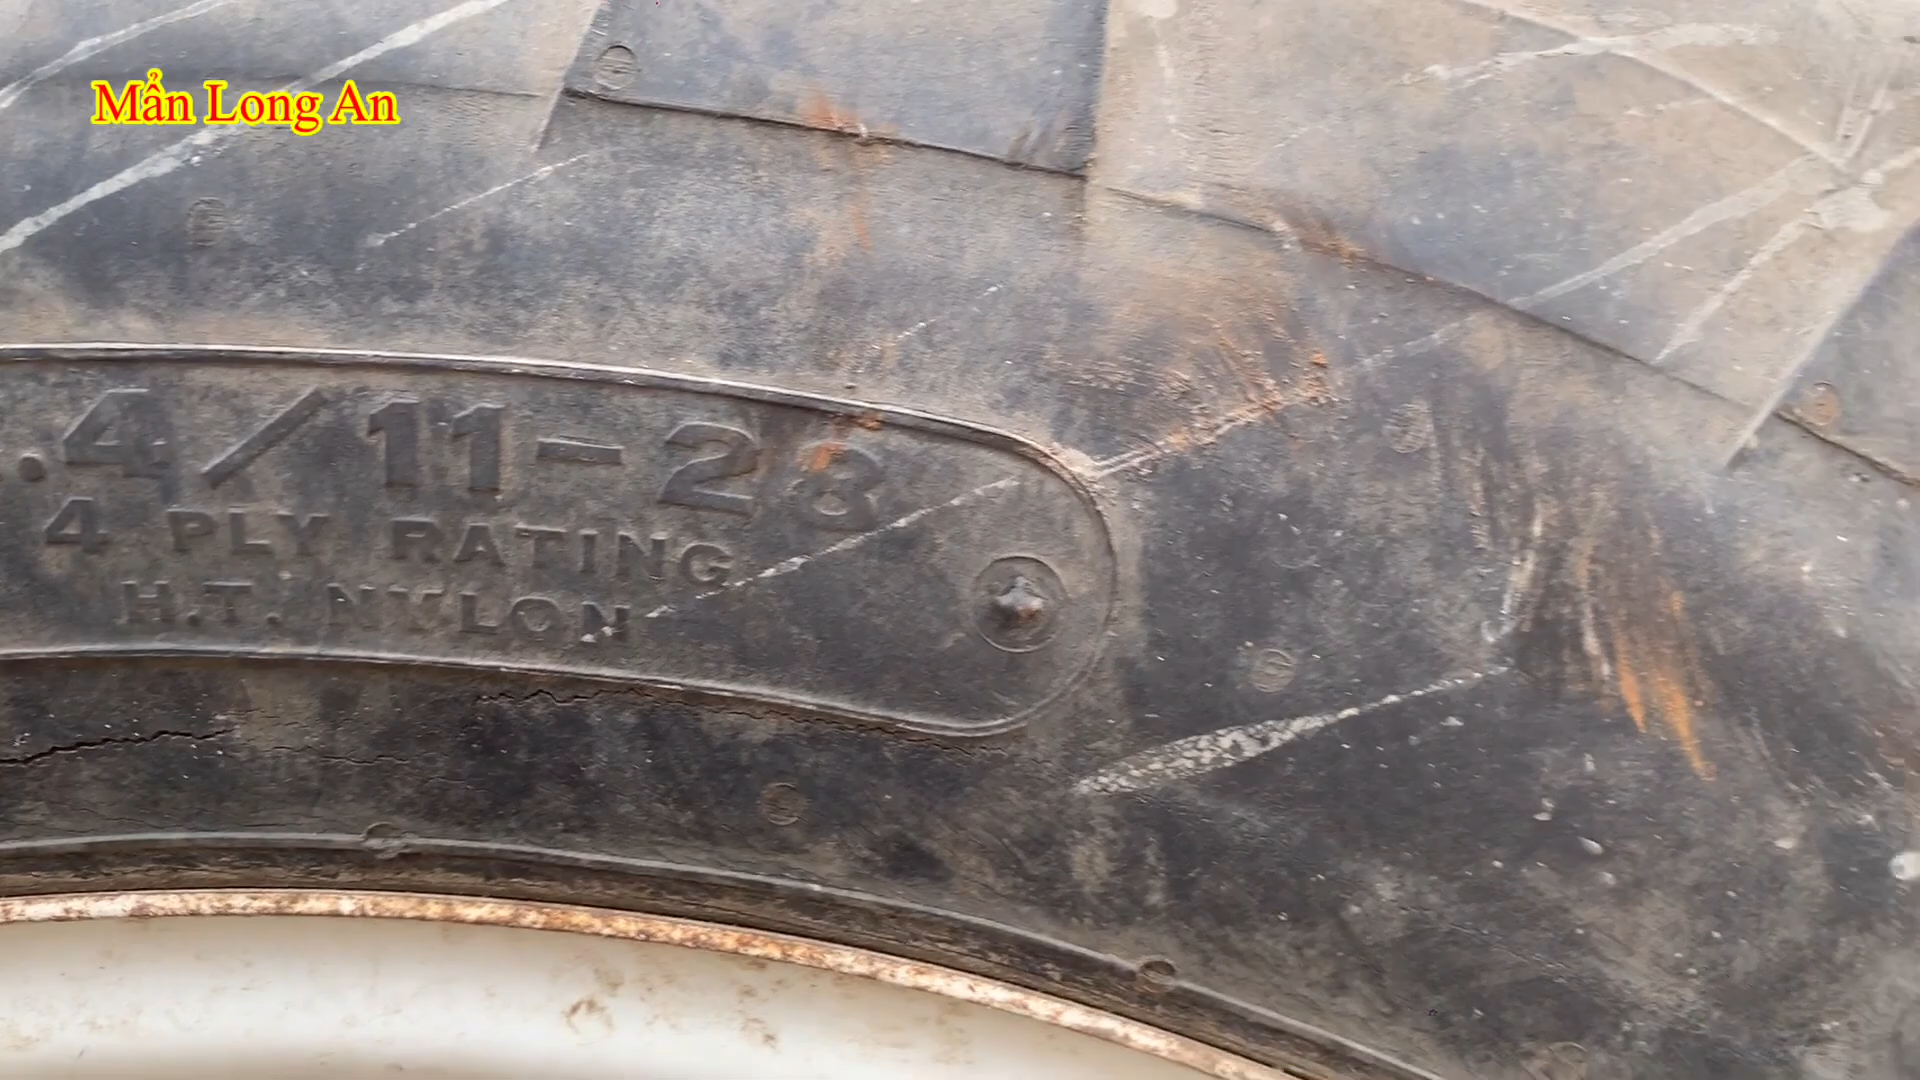 Mẩn Long An
.4/11-28
4 PLY RATING
H.T. NYLON